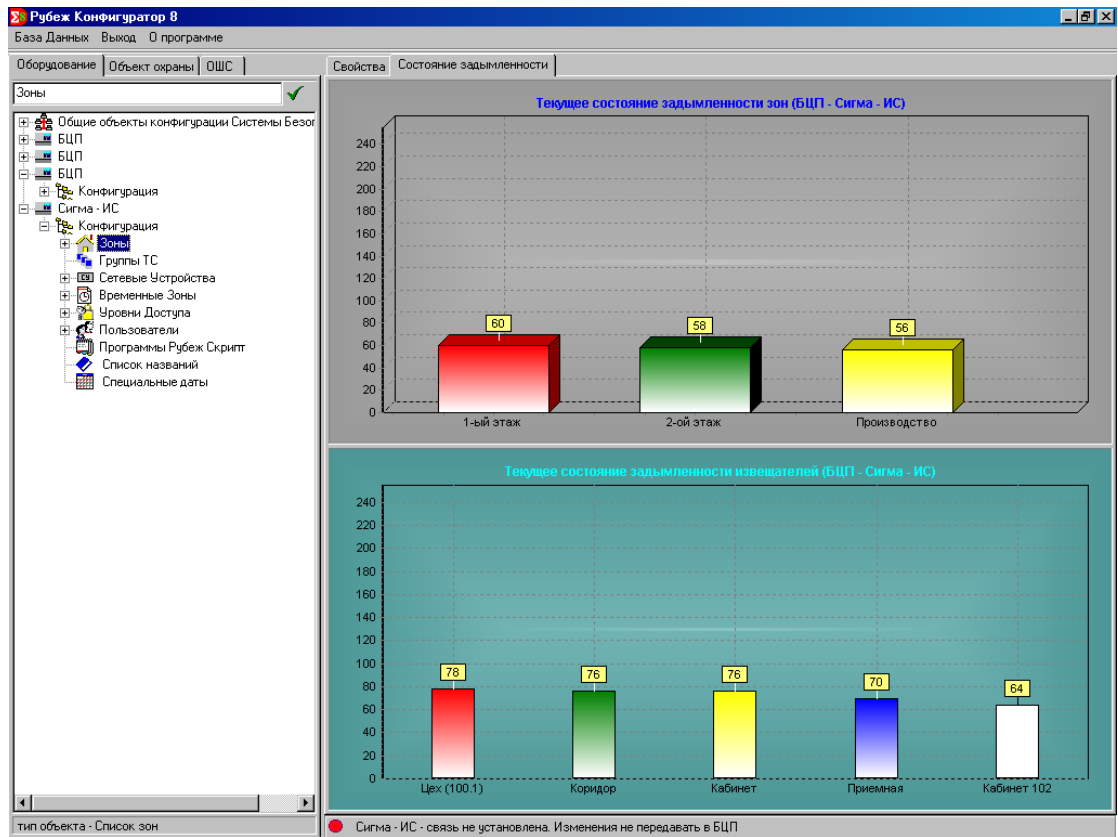 Рубеж Конфигуратор 8
База Данных Выход О программе
Оборудование Объект охраны ОШС
Зоны
Общие объекты конфигурации Системы Безоп
БЦП
БЦП
БЦП
Конфигурация
Сигма - ИС
Конфигурация
Зоны
Группы ТС
СУ Сетевые Устройства
Временные Зоны
Уровни Доступа
Пользователи
Программы Рубеж Скрипт
Список названий
Специальные даты
тип объекта - Список зон
Свойства Состояние задымленности
Текущее состояние задымленности зон (БЦП - Сигма - ИС)
240
220
200
180
160
140
120
100
80
60
40
20
0
60
58
56
1-ый этаж 2-ой этаж Производство
Текущее состояние задымленности извещателей (БЦП - Сигма - ИС)
240
220
200
180
160
140
120
100
80
60
40
20
0
78
76
76
70
64
Цех (100.1) Коридор Кабинет Приемная Кабинет 102
Сигма - ИС - связь не установлена. Изменения не передавать в БЦП